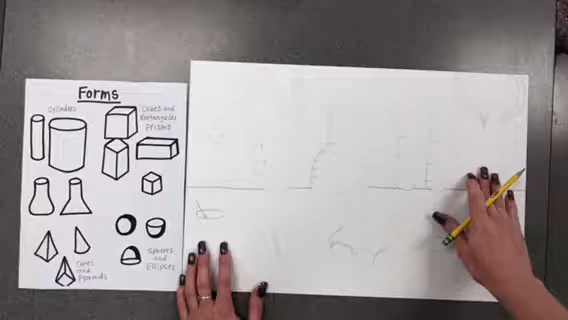 Forms
Cylinders
Cubes and
Rectangular
Prisms
Cones
and
Pyramids
Spheres
and
Ellipses